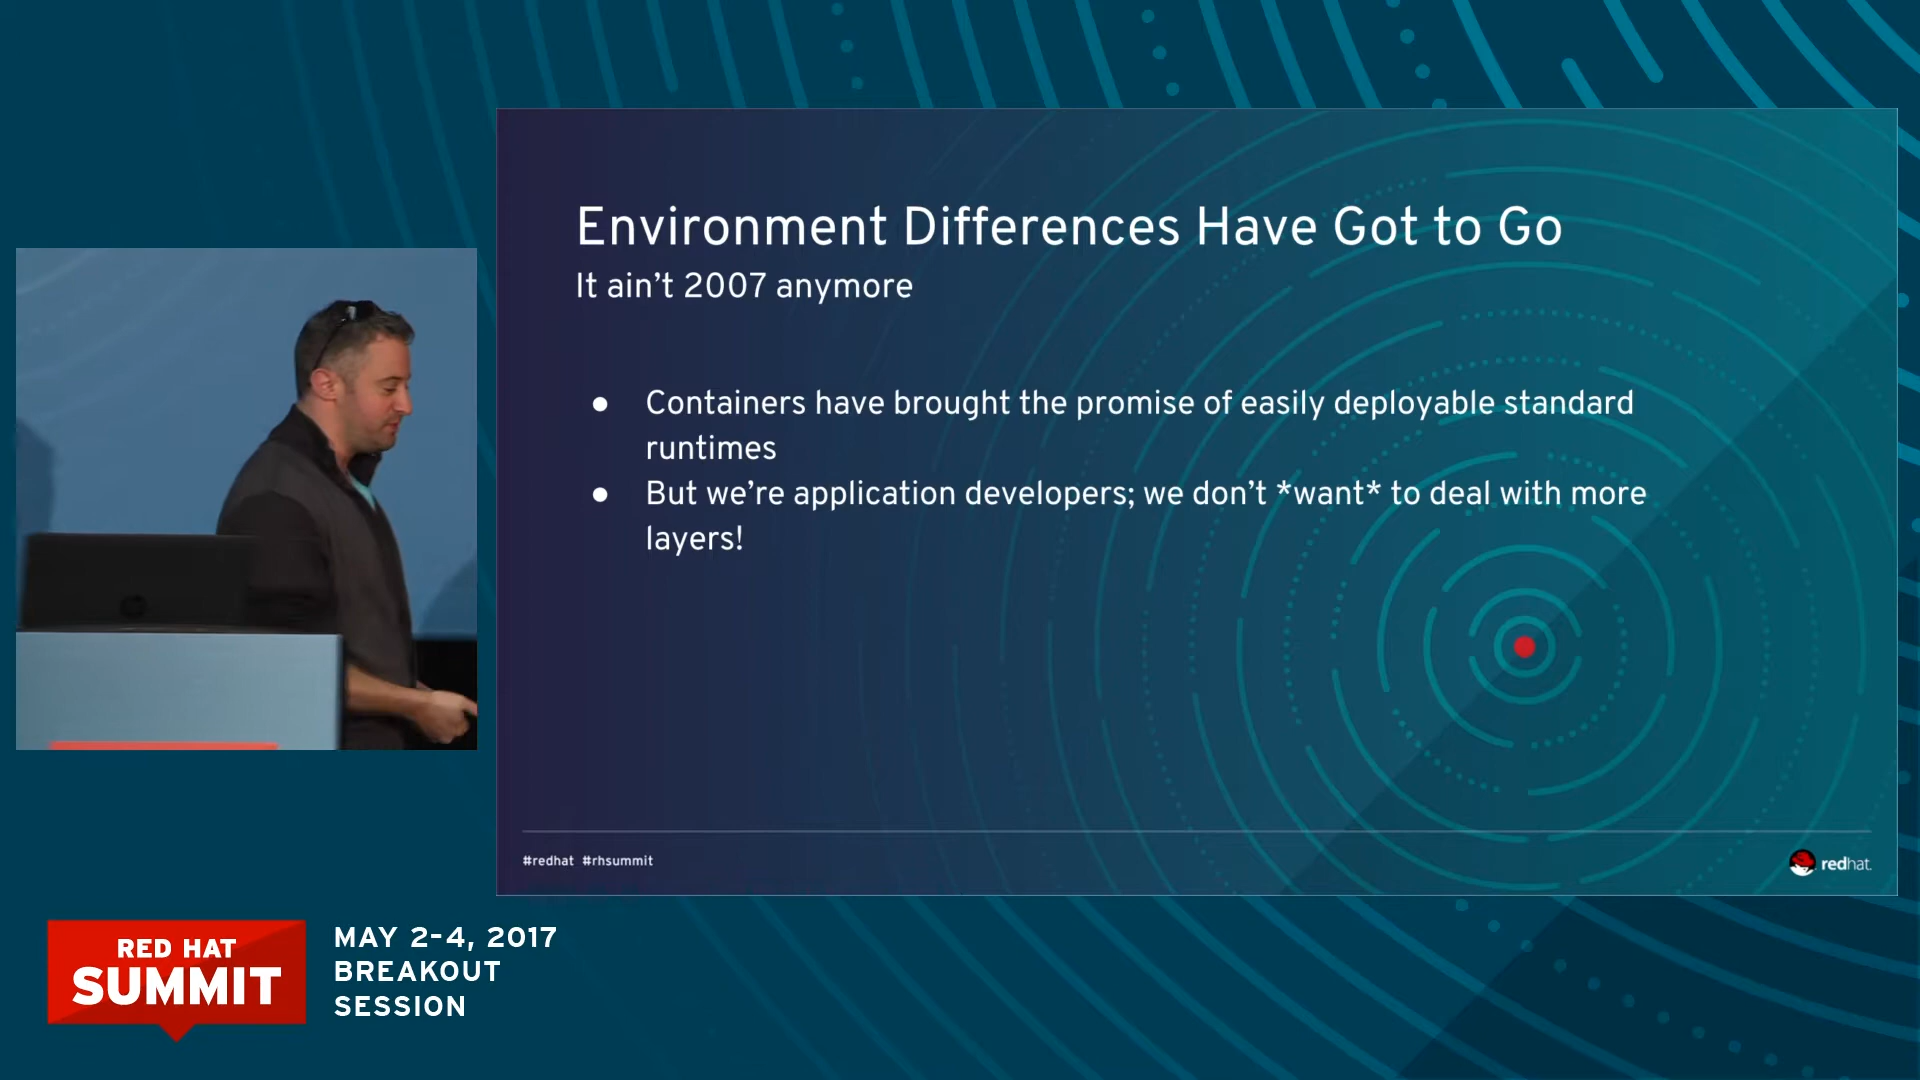 Environment Differences Have Got to Go
It ain't 2007 anymore
● Containers have brought the promise of easily deployable standard
runtimes
● But we're application developers; we don't *want* to deal with more
layers!
#redhat #rhsummit
redhat.
RED HAT
SUMMIT
MAY 2-4, 2017
BREAKOUT
SESSION